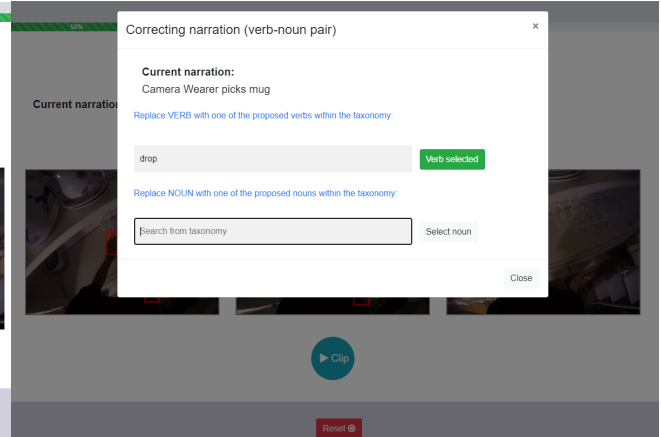 50%
Correcting narration (verb-noun pair)
×
Current narration:
Camera Wearer picks mug
Current narration
Replace VERB with one of the proposed verbs within the taxonomy:
drop
Verb selected
Replace NOUN with one of the proposed nouns within the taxonomy:
Search from taxonomy
Select noun
Close
Clip
Reset